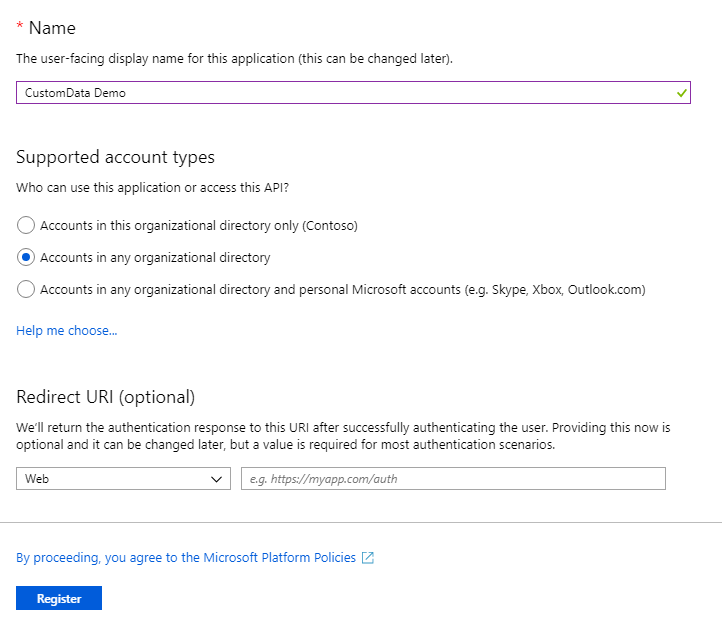 * Name
The user-facing display name for this application (this can be changed later).
CustomData Demo
Supported account types
Who can use this application or access this API?
Accounts in this organizational directory only (Contoso)
Accounts in any organizational directory
Accounts in any organizational directory and personal Microsoft accounts (e.g. Skype, Xbox, Outlook.com)
Help me choose...
Redirect URI (optional)
We'll return the authentication response to this URI after successfully authenticating the user. Providing this now is
optional and it can be changed later, but a value is required for most authentication scenarios.
Web
e.g. https://myapp.com/auth
By proceeding, you agree to the Microsoft Platform Policies
Register